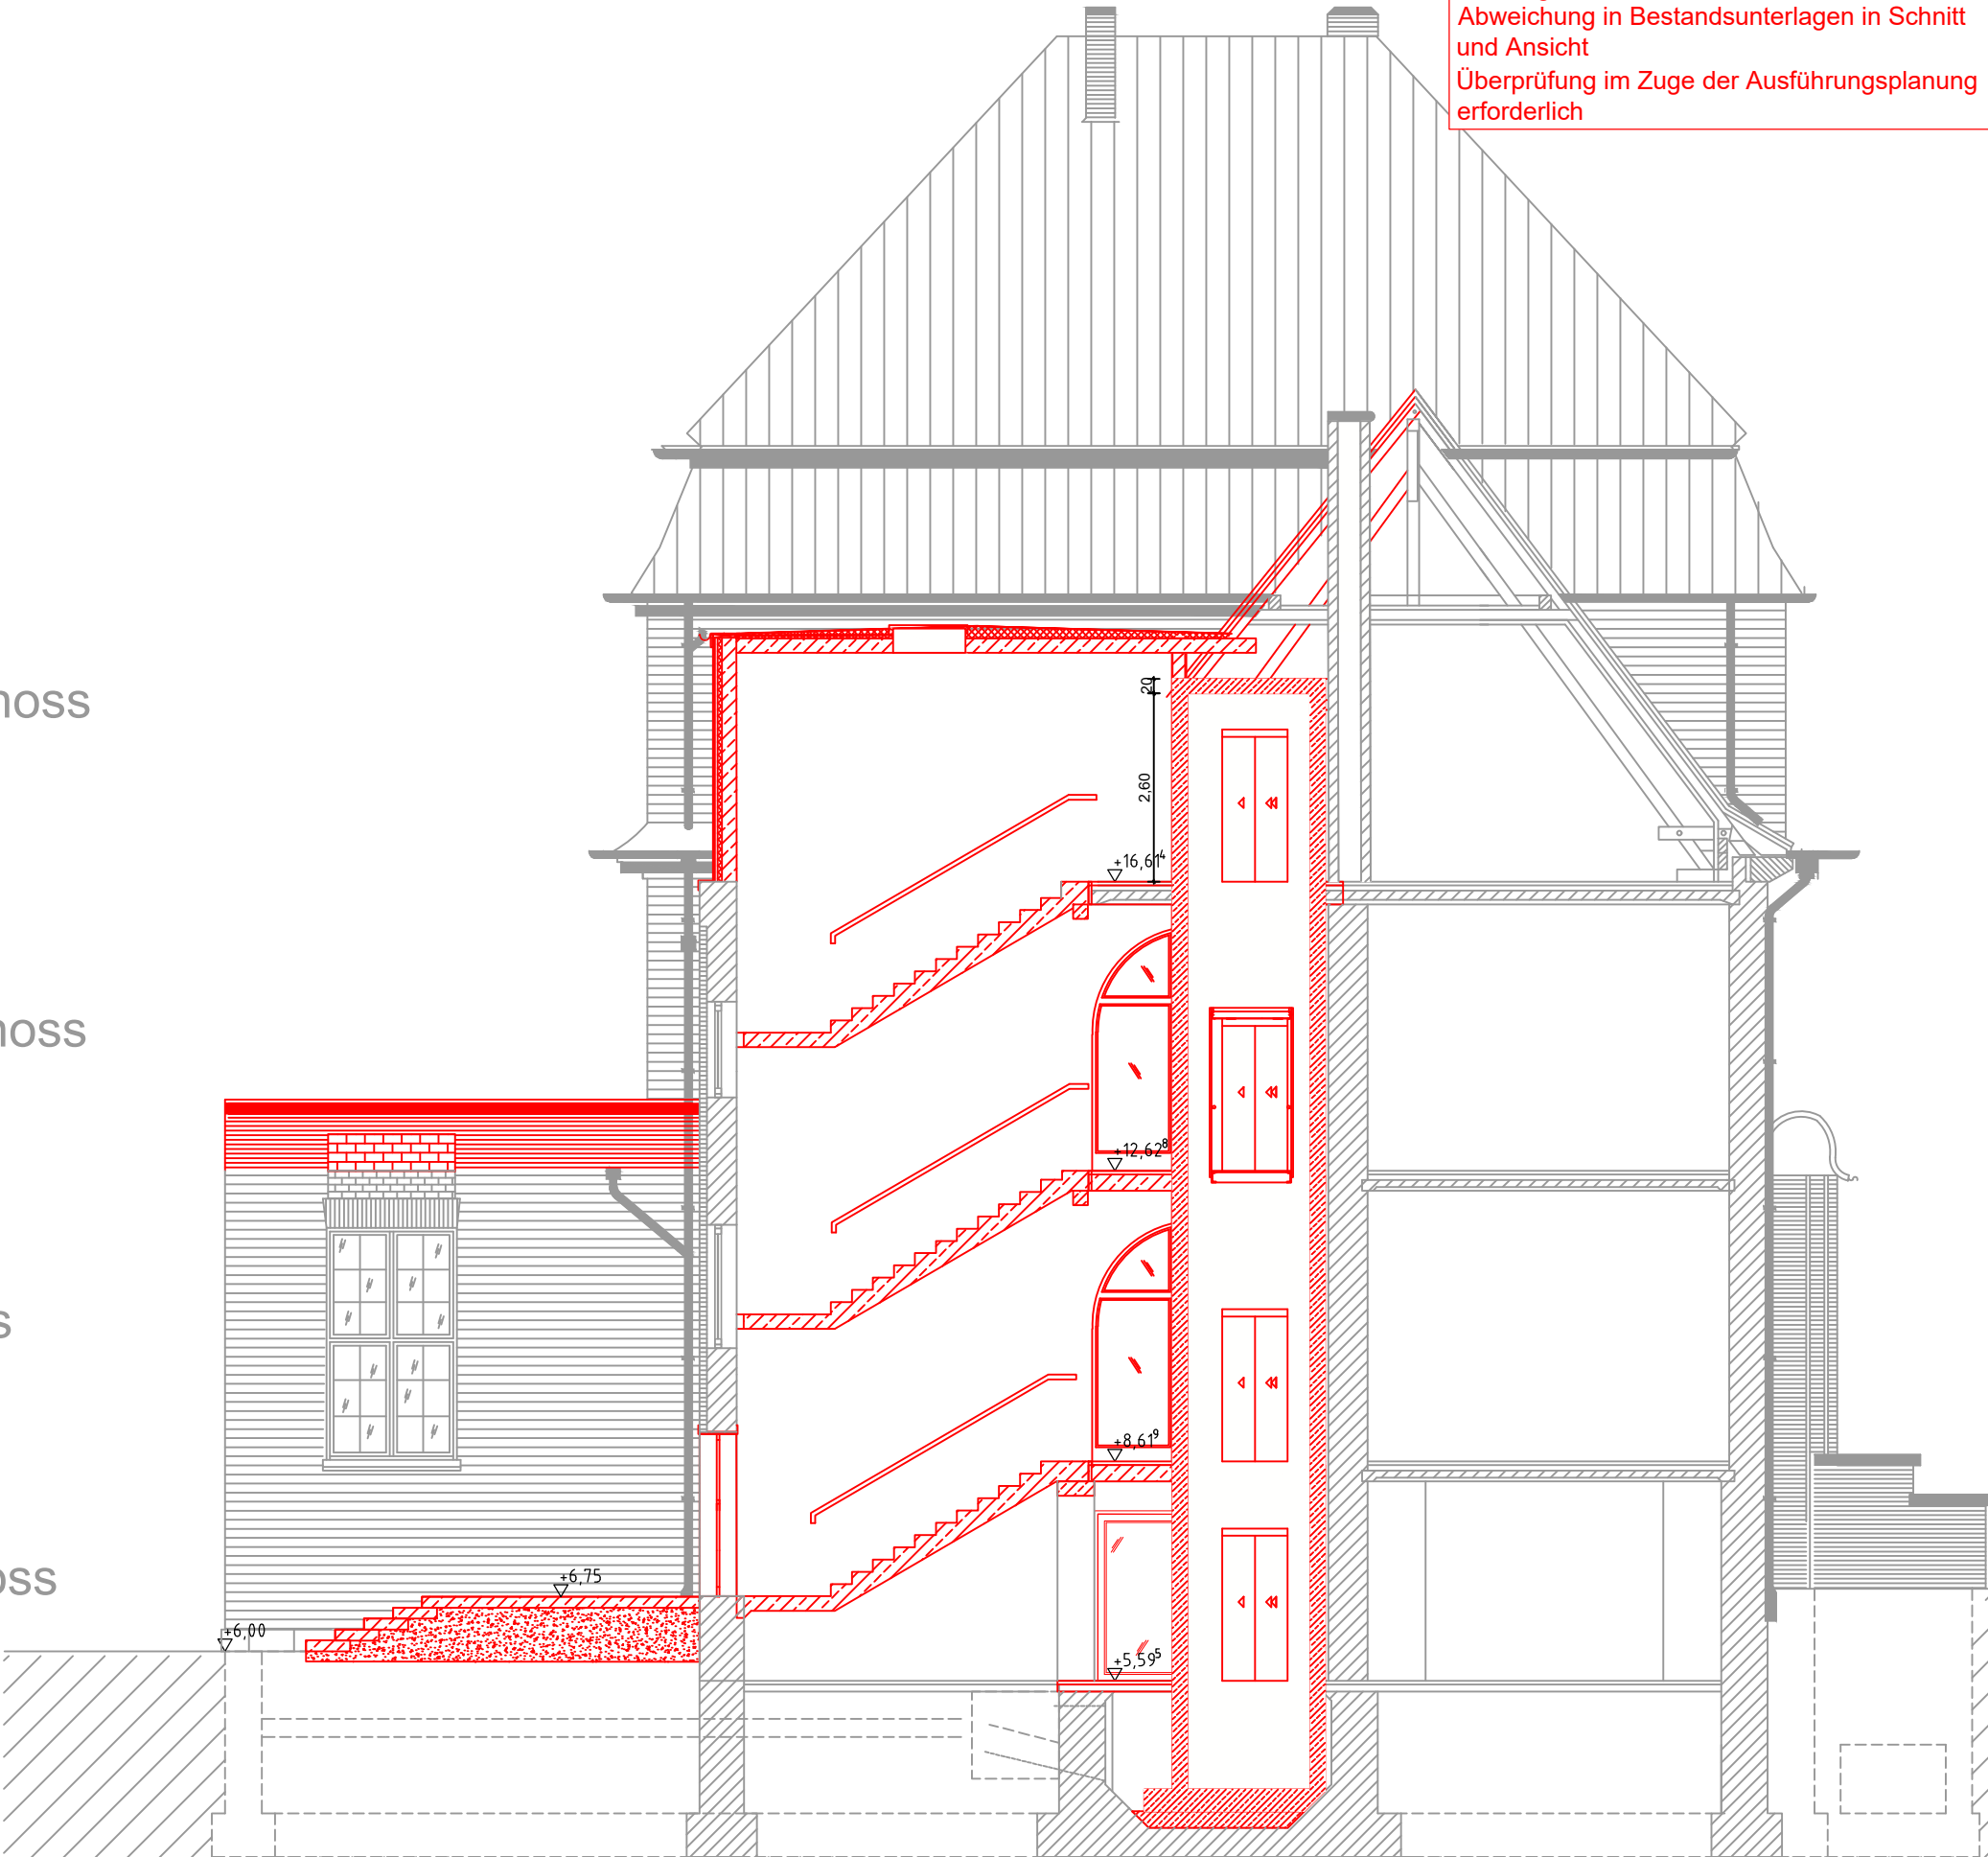 Abweichung in Bestandsunterlagen in Schnitt
und Ansicht
Überprüfung im Zuge der Ausführungsplanung
erforderlich
20
2,60
+16,61⁴
+12,62⁸
+8,61⁹
+6,75
+6,00
+5,59⁵